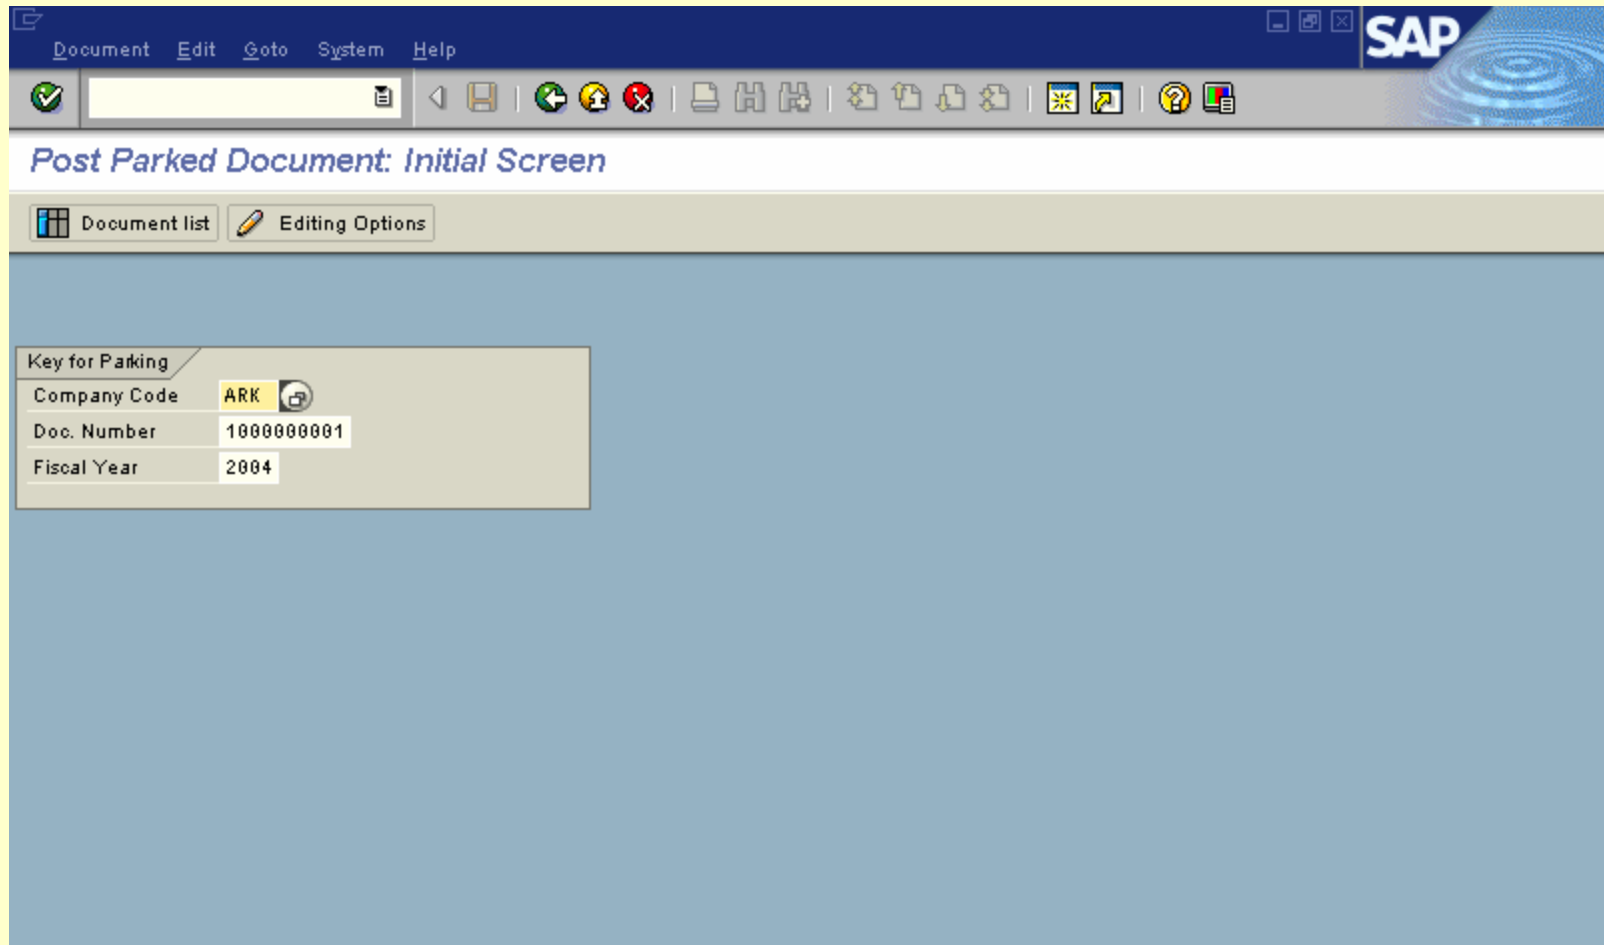 Document Edit Goto System Help
SAP
Post Parked Document: Initial Screen
Document list Editing Options
Key for Parking
Company Code ARK
Doc. Number 1000000001
Fiscal Year 2004